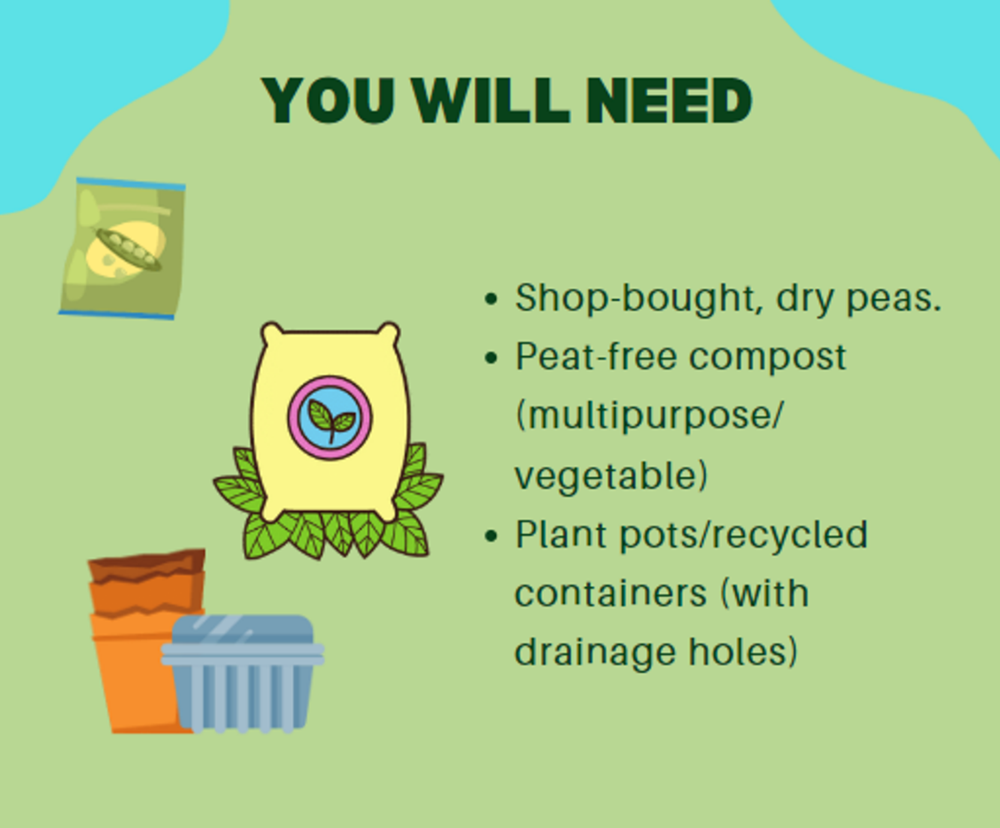 YOU WILL NEED
• Shop-bought, dry peas.
• Peat-free compost
(multipurpose/
vegetable)
• Plant pots/recycled
containers (with
drainage holes)